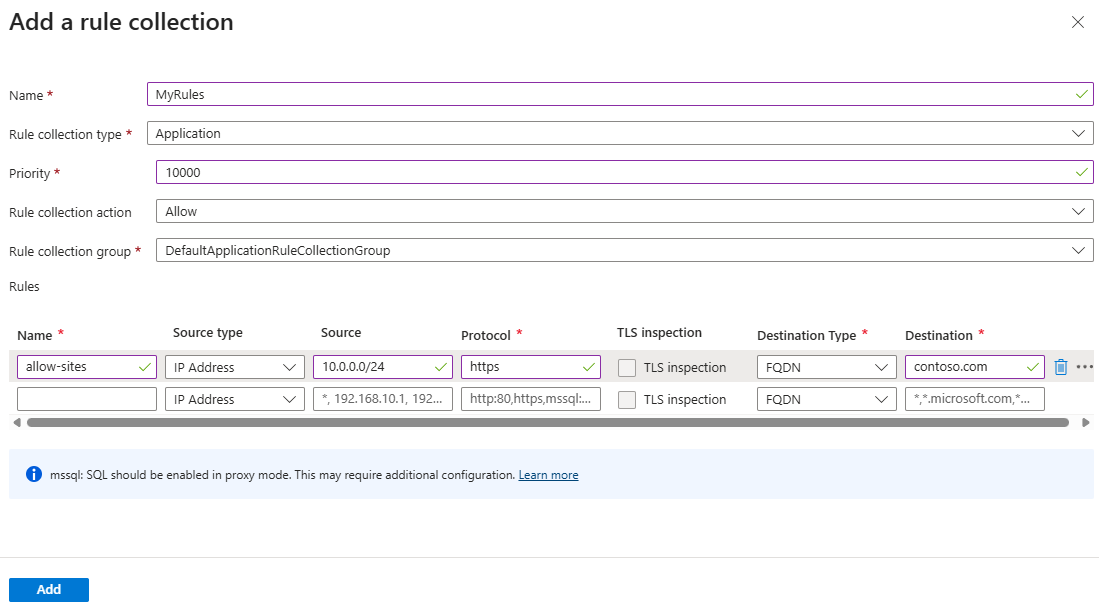 Add a rule collection
Name * MyRules
Rule collection type * Application
Priority * 10000
Rule collection action Allow
Rule collection group * DefaultApplicationRuleCollectionGroup
Rules
Name * Source type Source Protocol * TLS inspection Destination Type * Destination *
allow-sites IP Address 10.0.0.0/24 https TLS inspection FQDN contoso.com
IP Address *, 192.168.10.1, 192... http:80,https,mssql:... TLS inspection FQDN *,*.microsoft.com,*...
mssql: SQL should be enabled in proxy mode. This may require additional configuration. Learn more
Add